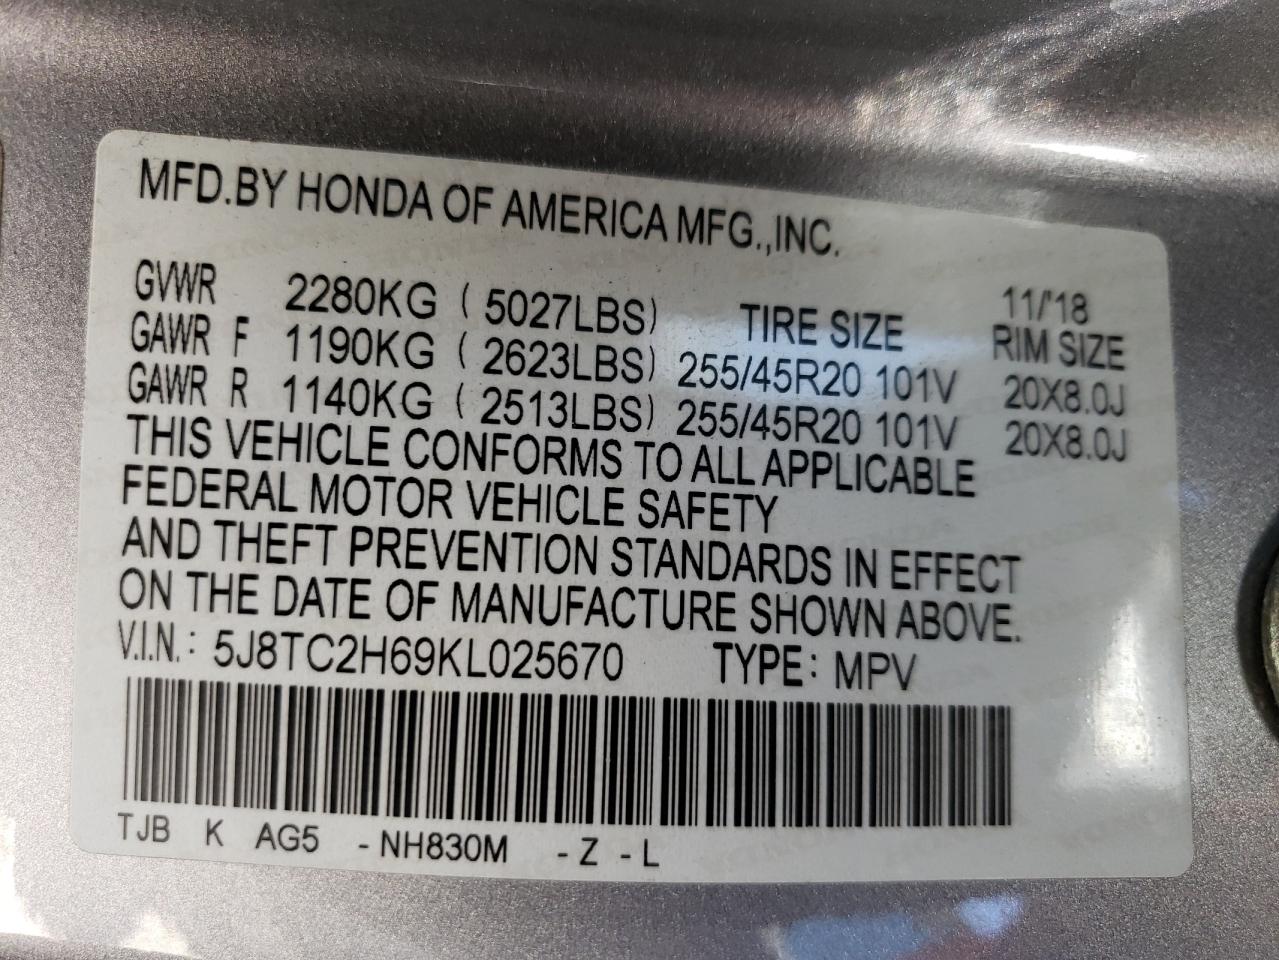 MFD.BY HONDA OF AMERICA MFG.,INC.
GVWR 2280KG ( 5027LBS) TIRE SIZE 11/'18 RIM SIZE
GAWR F 1190KG ( 2623LBS) 255/45R20 101V 20X8.0J
GAWR R 1140KG ( 2513LBS) 255/45R20 101V 20X8.0J
THIS VEHICLE CONFORMS TO ALL APPLICABLE
FEDERAL MOTOR VEHICLE SAFETY
AND THEFT PREVENTION STANDARDS IN EFFECT
ON THE DATE OF MANUFACTURE SHOWN ABOVE.
V.I.N.: 5J8TC2H69KL025670 TYPE: MPV
TJB K AG5 -NH830M -Z -L